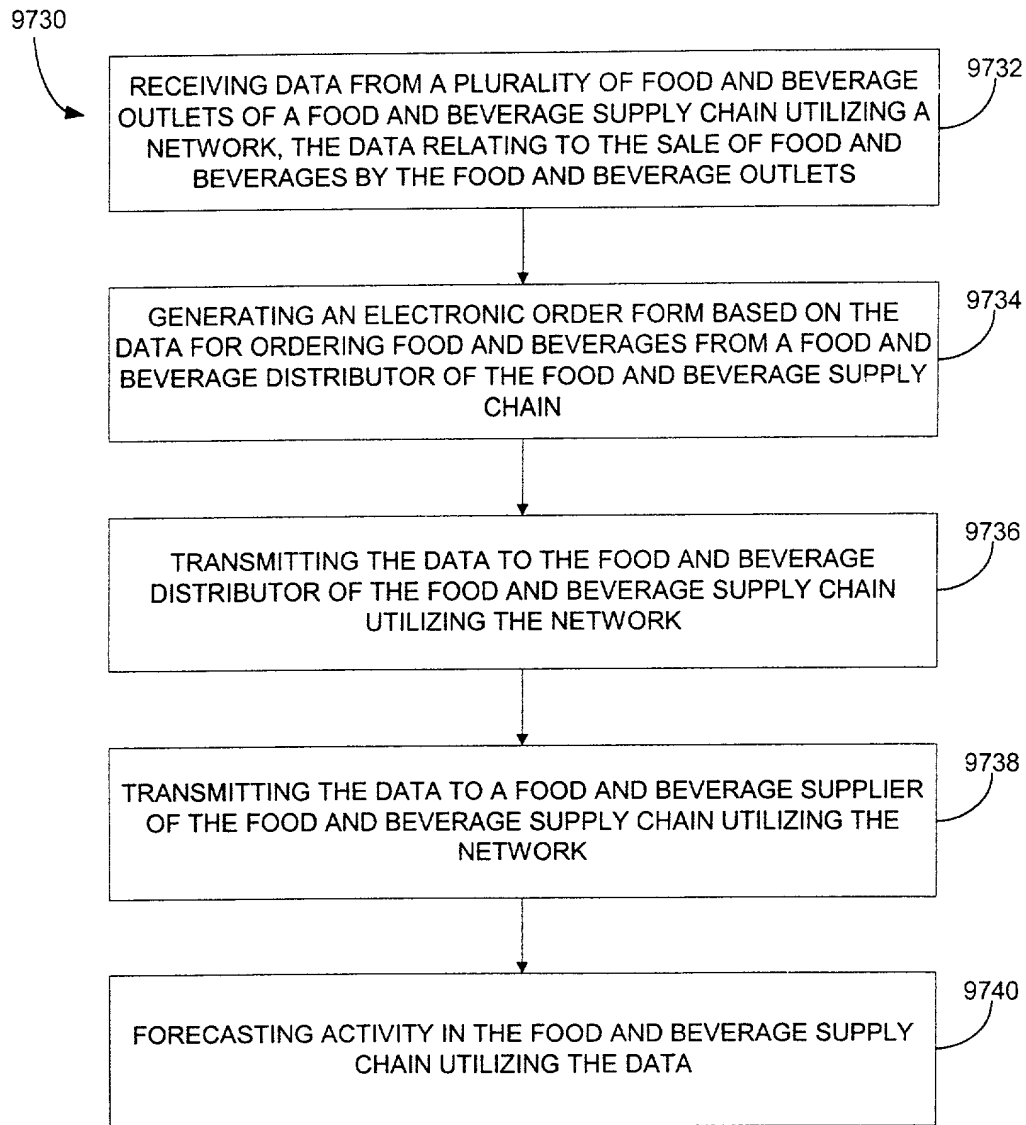 9730
RECEIVING DATA FROM A PLURALITY OF FOOD AND BEVERAGE
OUTLETS OF A FOOD AND BEVERAGE SUPPLY CHAIN UTILIZING A
NETWORK, THE DATA RELATING TO THE SALE OF FOOD AND
BEVERAGES BY THE FOOD AND BEVERAGE OUTLETS
9732
GENERATING AN ELECTRONIC ORDER FORM BASED ON THE
DATA FOR ORDERING FOOD AND BEVERAGES FROM A FOOD AND
BEVERAGE DISTRIBUTOR OF THE FOOD AND BEVERAGE SUPPLY
CHAIN
9734
TRANSMITTING THE DATA TO THE FOOD AND BEVERAGE
DISTRIBUTOR OF THE FOOD AND BEVERAGE SUPPLY CHAIN
UTILIZING THE NETWORK
9736
TRANSMITTING THE DATA TO A FOOD AND BEVERAGE SUPPLIER
OF THE FOOD AND BEVERAGE SUPPLY CHAIN UTILIZING THE
NETWORK
9738
FORECASTING ACTIVITY IN THE FOOD AND BEVERAGE SUPPLY
CHAIN UTILIZING THE DATA
9740